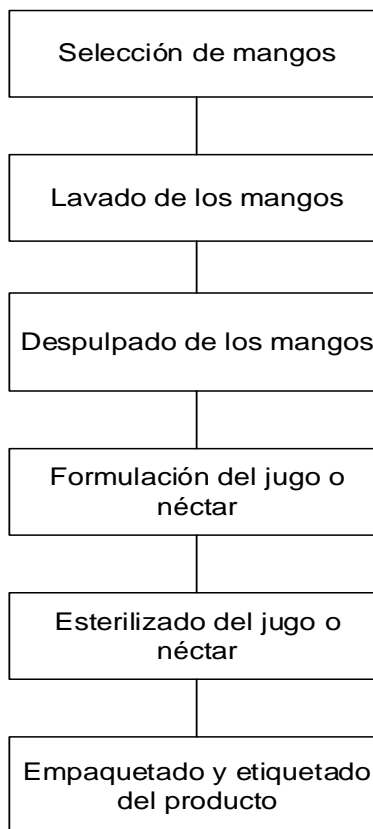 Selección de mangos
Lavado de los mangos
Despulpado de los mangos
Formulación del jugo o
néctar
Esterilizado del jugo o
néctar
Empaquetado y etiquetado
del producto